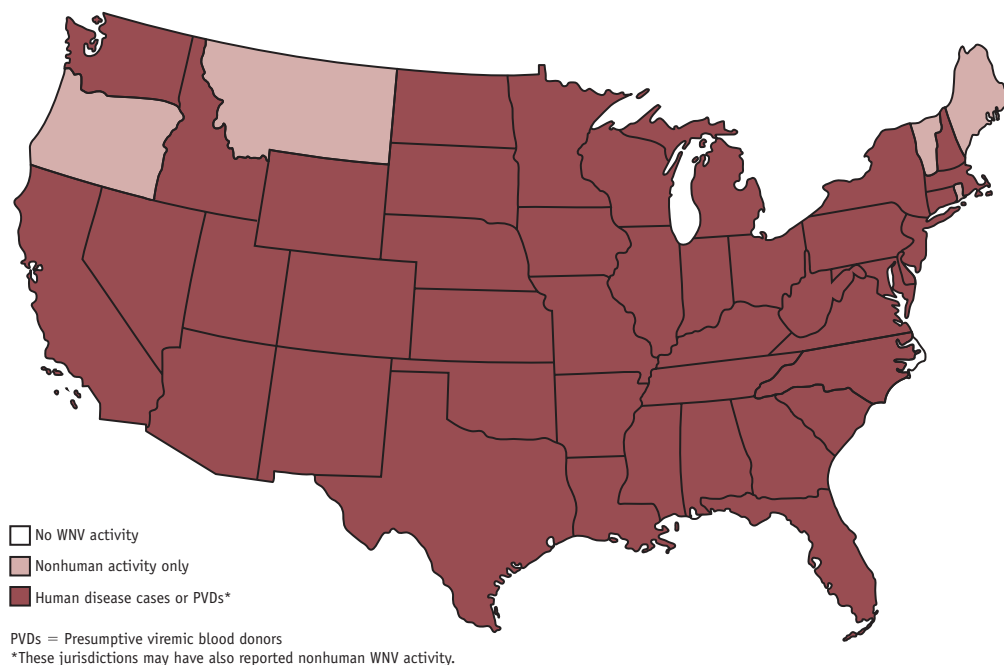 No WNV activity
Nonhuman activity only
Human disease cases or PVDs*
PVDs = Presumptive viremic blood donors
*These jurisdictions may have also reported nonhuman WNV activity.